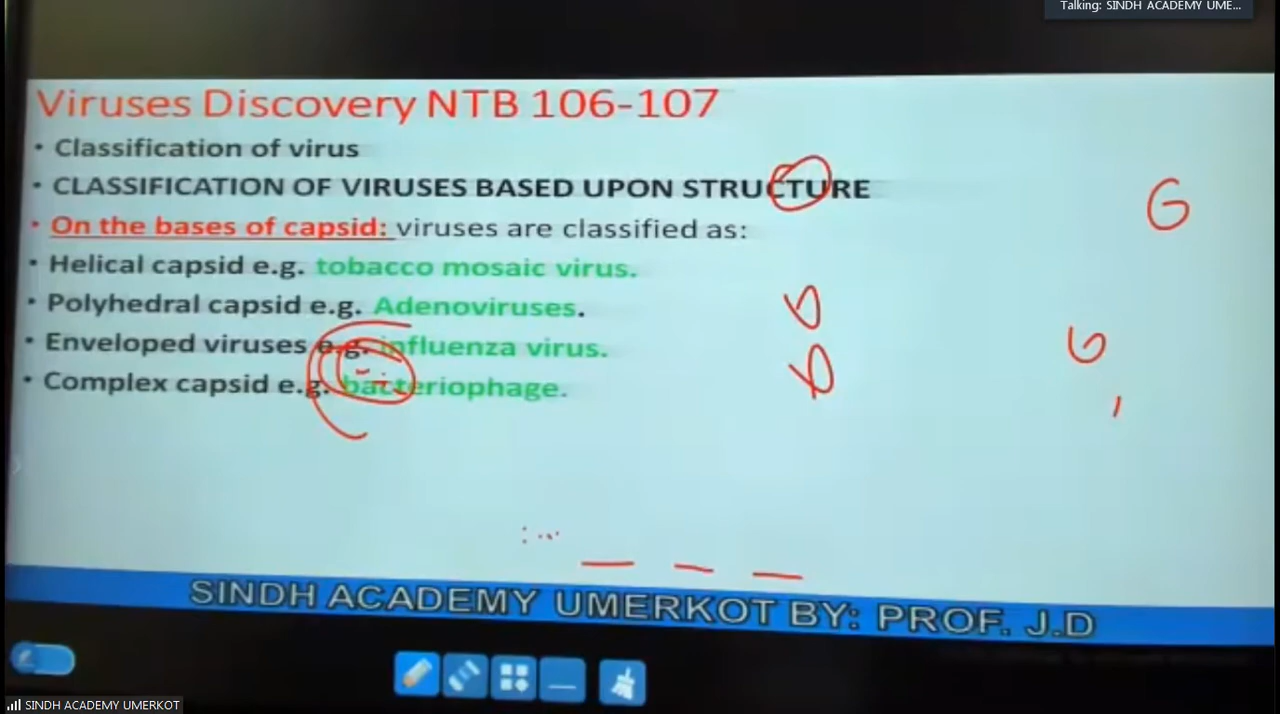 Talking: SINDH ACADEMY UME...
Viruses Discovery NTB 106-107
• Classification of virus
• CLASSIFICATION OF VIRUSES BASED UPON STRUCTURE
• On the bases of capsid: viruses are classified as:
• Helical capsid e.g. tobacco mosaic virus.
• Polyhedral capsid e.g. Adenoviruses.
• Enveloped viruses e.g. influenza virus.
• Complex capsid e.g. bacteriophage.
SINDH ACADEMY UMERKOT BY: PROF. J.D
SINDH ACADEMY UMERKOT